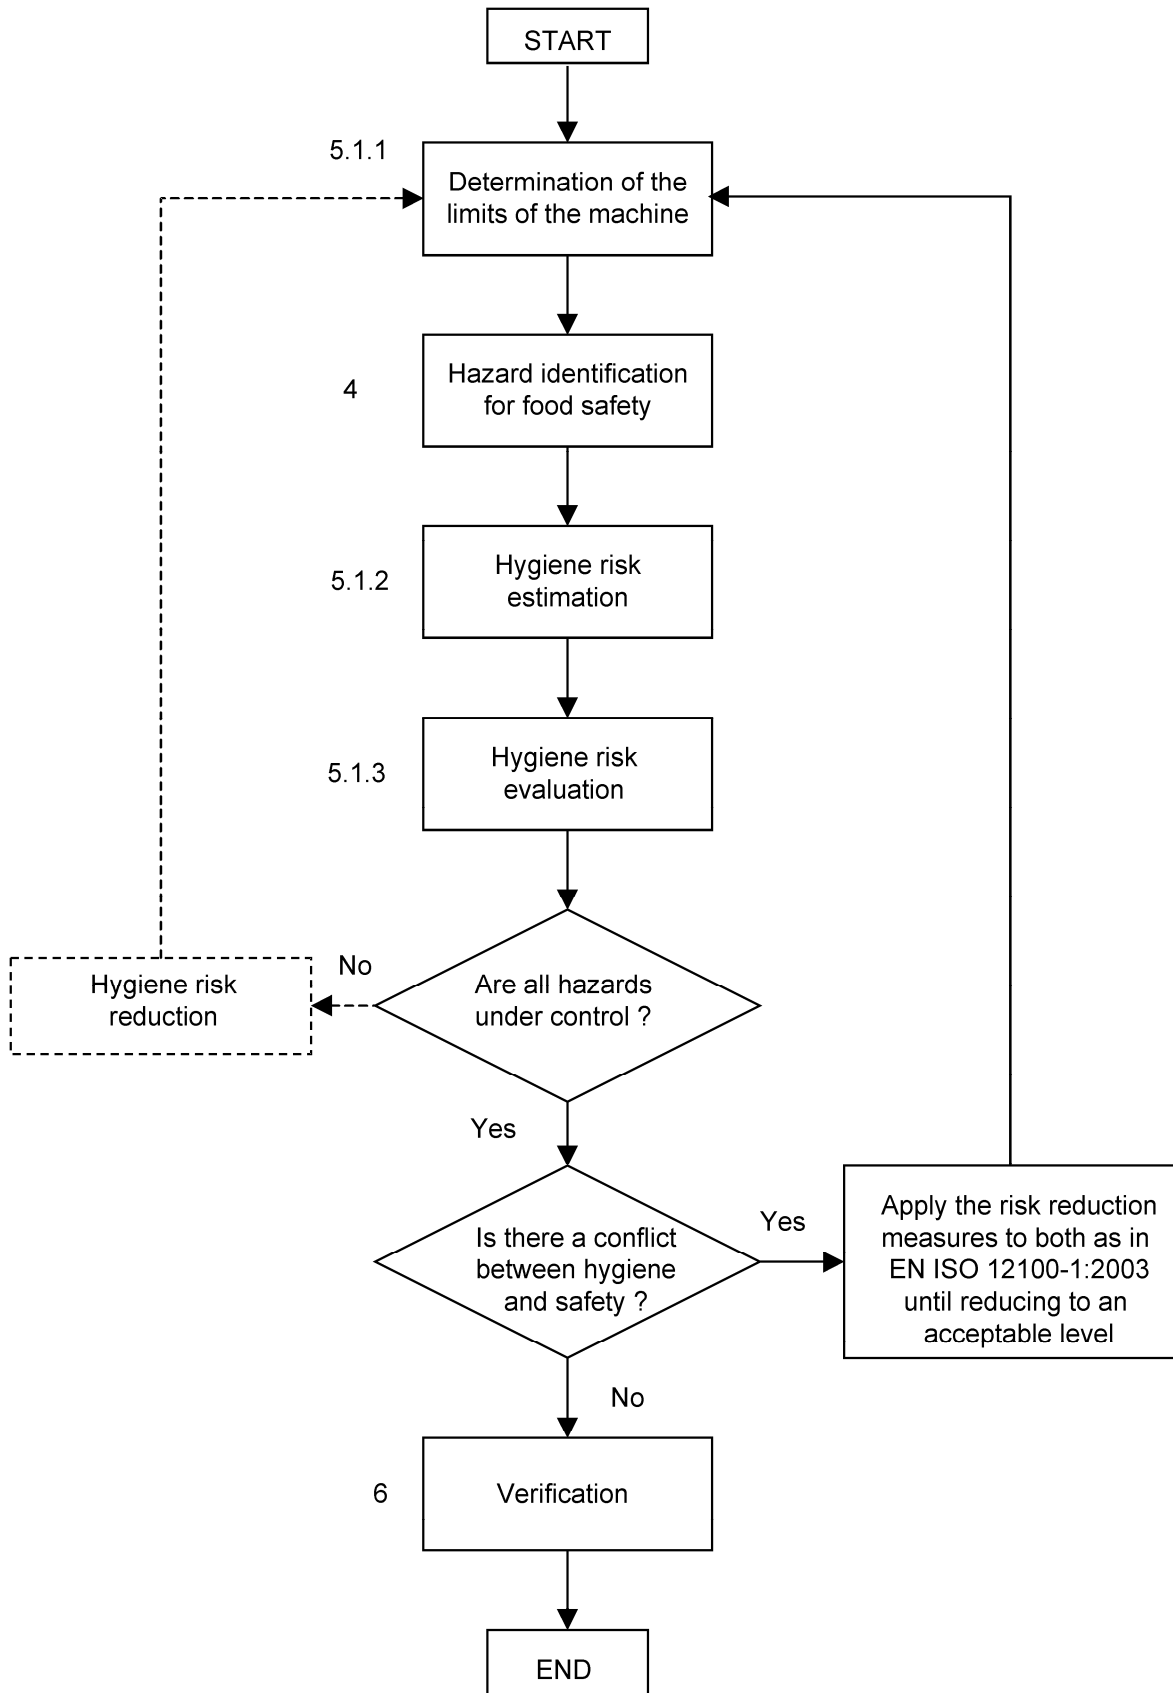 START
5.1.1
Determination of the
limits of the machine
4
Hazard identification
for food safety
5.1.2
Hygiene risk
estimation
5.1.3
Hygiene risk
evaluation
No
Hygiene risk
reduction
Are all hazards
under control ?
Yes
Is there a conflict
between hygiene
and safety ?
Yes
Apply the risk reduction
measures to both as in
EN ISO 12100-1:2003
until reducing to an
acceptable level
No
6
Verification
END